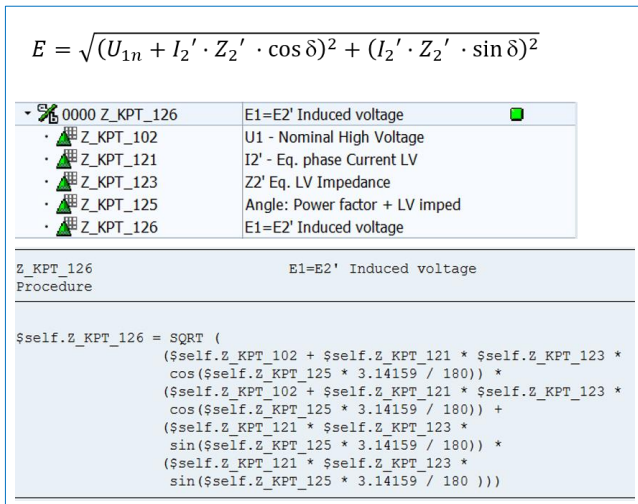 E = √(U₁ₙ + I₂′ · Z₂′ · cos δ)² + (I₂′ · Z₂′ · sin δ)²
0000 Z_KPT_126 E1=E2' Induced voltage
Z_KPT_102 U1 - Nominal High Voltage
Z_KPT_121 I2' - Eq. phase Current LV
Z_KPT_123 Z2' Eq. LV Impedance
Z_KPT_125 Angle: Power factor + LV imped
Z_KPT_126 E1=E2' Induced voltage
Z_KPT_126 E1=E2' Induced voltage
Procedure
$self.Z_KPT_126 = SQRT (
($self.Z_KPT_102 + $self.Z_KPT_121 * $self.Z_KPT_123 *
cos($self.Z_KPT_125 * 3.14159 / 180)) *
($self.Z_KPT_102 + $self.Z_KPT_121 * $self.Z_KPT_123 *
cos($self.Z_KPT_125 * 3.14159 / 180)) +
($self.Z_KPT_121 * $self.Z_KPT_123 *
sin($self.Z_KPT_125 * 3.14159 / 180)) *
($self.Z_KPT_121 * $self.Z_KPT_123 *
sin($self.Z_KPT_125 * 3.14159 / 180 )))